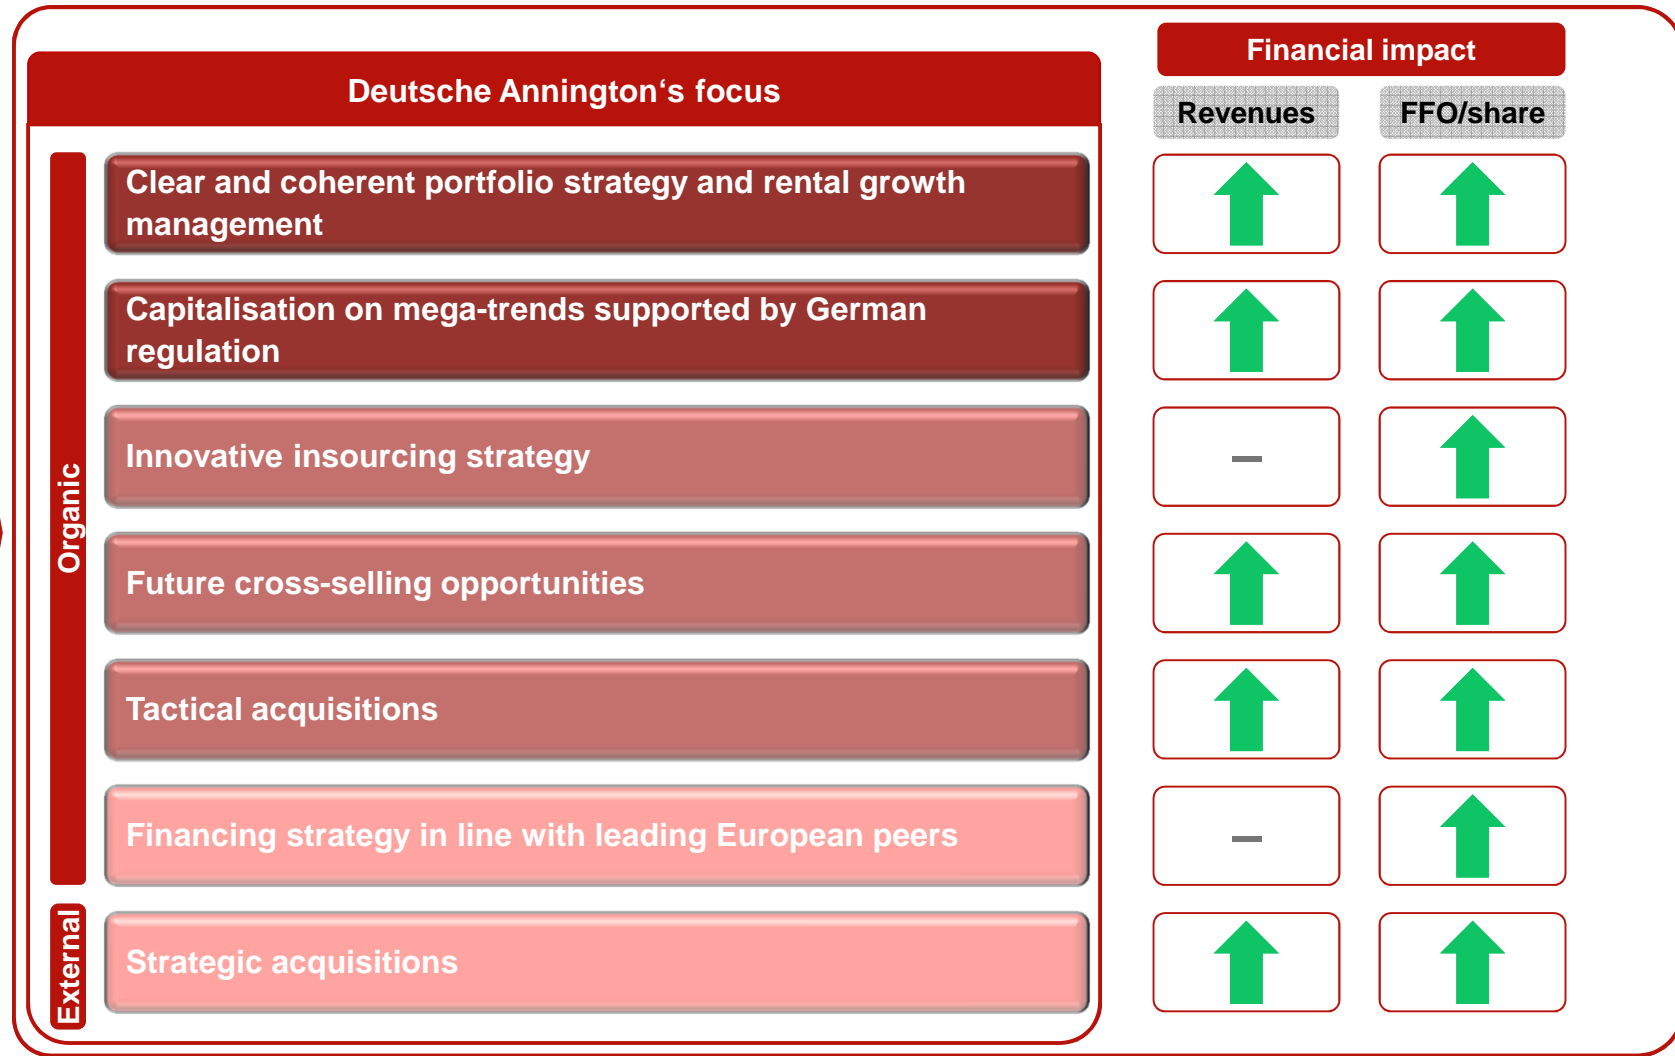 Deutsche Annington‘s focus
Financial impact
Revenues
FFO/share
Organic
Clear and coherent portfolio strategy and rental growth
management
Capitalisation on mega-trends supported by German
regulation
Innovative insourcing strategy
–
Future cross-selling opportunities
Tactical acquisitions
Financing strategy in line with leading European peers
–
External
Strategic acquisitions